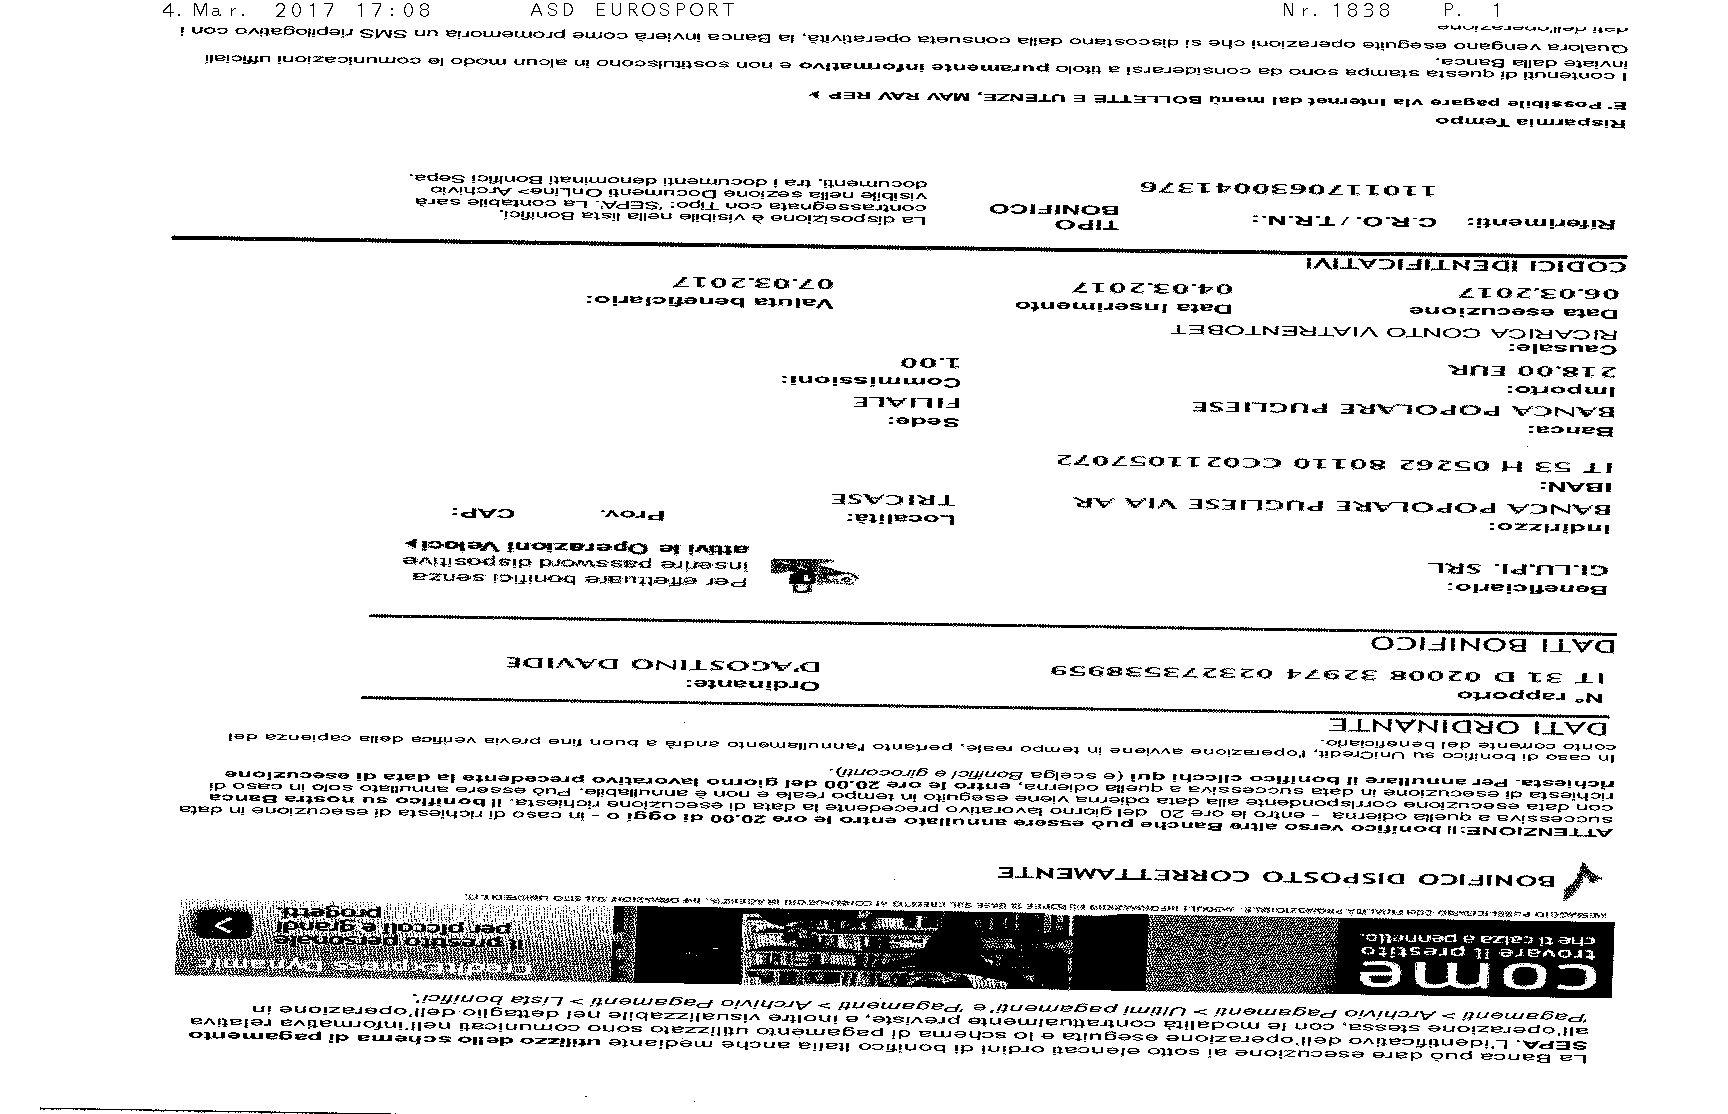 4. Mar. 2017 17:08 ASD EUROSPORT Nr. 1838 P. 1
La Banca può dare esecuzione ai sotto elencati ordini di bonifico Italia anche mediante utilizzo dello schema di pagamento
SEPA. L'identificativo dell'operazione eseguita e lo schema di pagamento utilizzato sono comunicati nell'informativa relativa
all'operazione stessa, con le modalità contrattualmente previste, e inoltre visualizzabile nel dettaglio dell'operazione in
'Pagamenti > Archivio Pagamenti > Ultimi pagamenti' e 'Pagamenti > Archivio Pagamenti > Lista bonifici'.
come
trovare il prestito
che ti calza a pennello.
CreditExpress Dynamic
il prestito personale
per piccoli e grandi
progetti
BONIFICO DISPOSTO CORRETTAMENTE
ATTENZIONE: Il bonifico verso altre Banche può essere annullato entro le ore 20.00 di oggi o - in caso di richiesta di esecuzione in data
successiva a quella odierna - entro le ore 20 del giorno lavorativo precedente la data di esecuzione richiesta. Il bonifico su nostra Banca
con data esecuzione corrispondente alla data odierna viene eseguito in tempo reale e non è annullabile. Può essere annullato solo in caso di
richiesta di esecuzione in data successiva a quella odierna, entro le ore 20.00 del giorno lavorativo precedente la data di esecuzione
richiesta. Per annullare il bonifico clicchi qui (e scelga Bonifici e giroconti).
In caso di bonifico su UniCredit, l'operazione avviene in tempo reale, pertanto l'annullamento andrà a buon fine previa verifica della capienza del
conto corrente del beneficiario.
DATI ORDINANTE
N° rapporto Ordinante:
IT 31 D 02008 32974 023273538959 D'AGOSTINO DAVIDE
DATI BONIFICO
Beneficiario:
GI.LU.PI. SRL
Per effettuare bonifici senza
inserire password dispositive
attivi le Operazioni Veloci
Indirizzo: Località: Prov. CAP:
BANCA POPOLARE PUGLIESE VIA AR TRICASE
IBAN:
IT 53 H 05262 80110 CC0211057072
Banca: Sede:
BANCA POPOLARE PUGLIESE FILIALE
Importo: Commissioni:
218.00 EUR 1.00
Causale:
RICARICA CONTO VIATRENTOBET
Data esecuzione Data Inserimento Valuta beneficiario:
06.03.2017 04.03.2017 07.03.2017
CODICI IDENTIFICATIVI
Riferimenti: C.R.O. / T.R.N.: TIPO BONIFICO
1101170630041376
La disposizione è visibile nella lista Bonifici,
contrassegnata con Tipo: 'SEPA'. La contabile sarà
visibile nella sezione Documenti OnLine> Archivio
documenti, tra i documenti denominati Bonifici Sepa.
Risparmia Tempo
E' Possibile pagare via Internet dal menù BOLLETTE E UTENZE, MAV RAV REP
I contenuti di questa stampa sono da considerarsi a titolo puramente informativo e non sostituiscono in alcun modo le comunicazioni ufficiali
inviate dalla Banca.
Qualora vengano eseguite operazioni che si discostano dalla consueta operatività, la Banca invierà come promemoria un SMS riepilogativo con i
dati dell'operazione